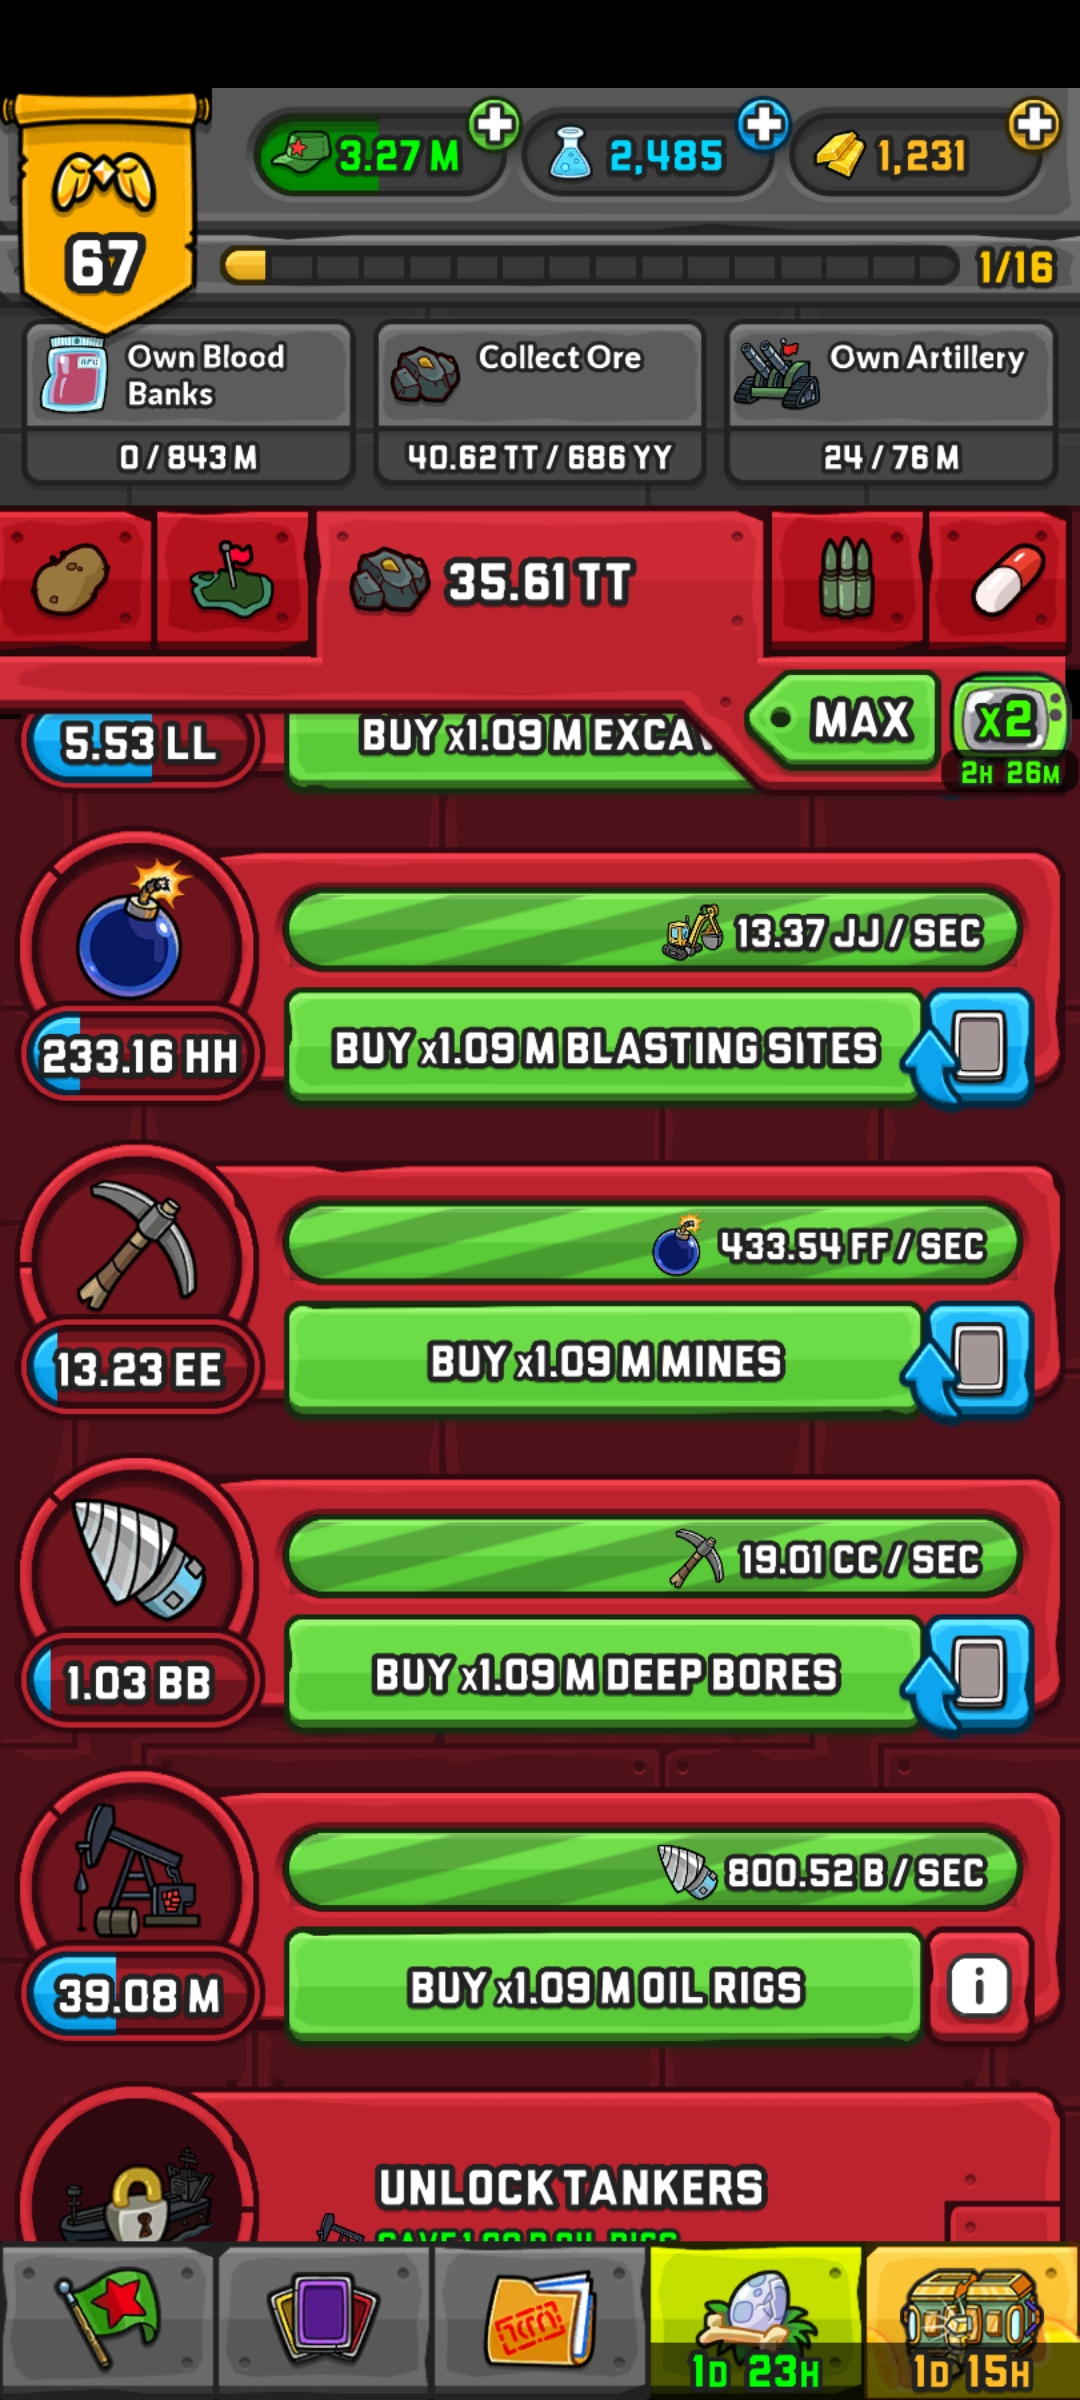 3.27 M
2,485
1,231
67
1/16
Own Blood
Banks
0 / 843 M
Collect Ore
40.62 TT / 686 YY
Own Artillery
24 / 76 M
35.61 TT
MAX
x2
2H 26M
5.53 LL
BUY x1.09 M EXCAV
13.37 JJ / SEC
233.16 HH
BUY x1.09 M BLASTING SITES
433.54 FF / SEC
13.23 EE
BUY x1.09 M MINES
19.01 CC / SEC
1.03 BB
BUY x1.09 M DEEP BORES
800.52 B / SEC
39.08 M
BUY x1.09 M OIL RIGS
i
UNLOCK TANKERS
1D 23H
1D 15H